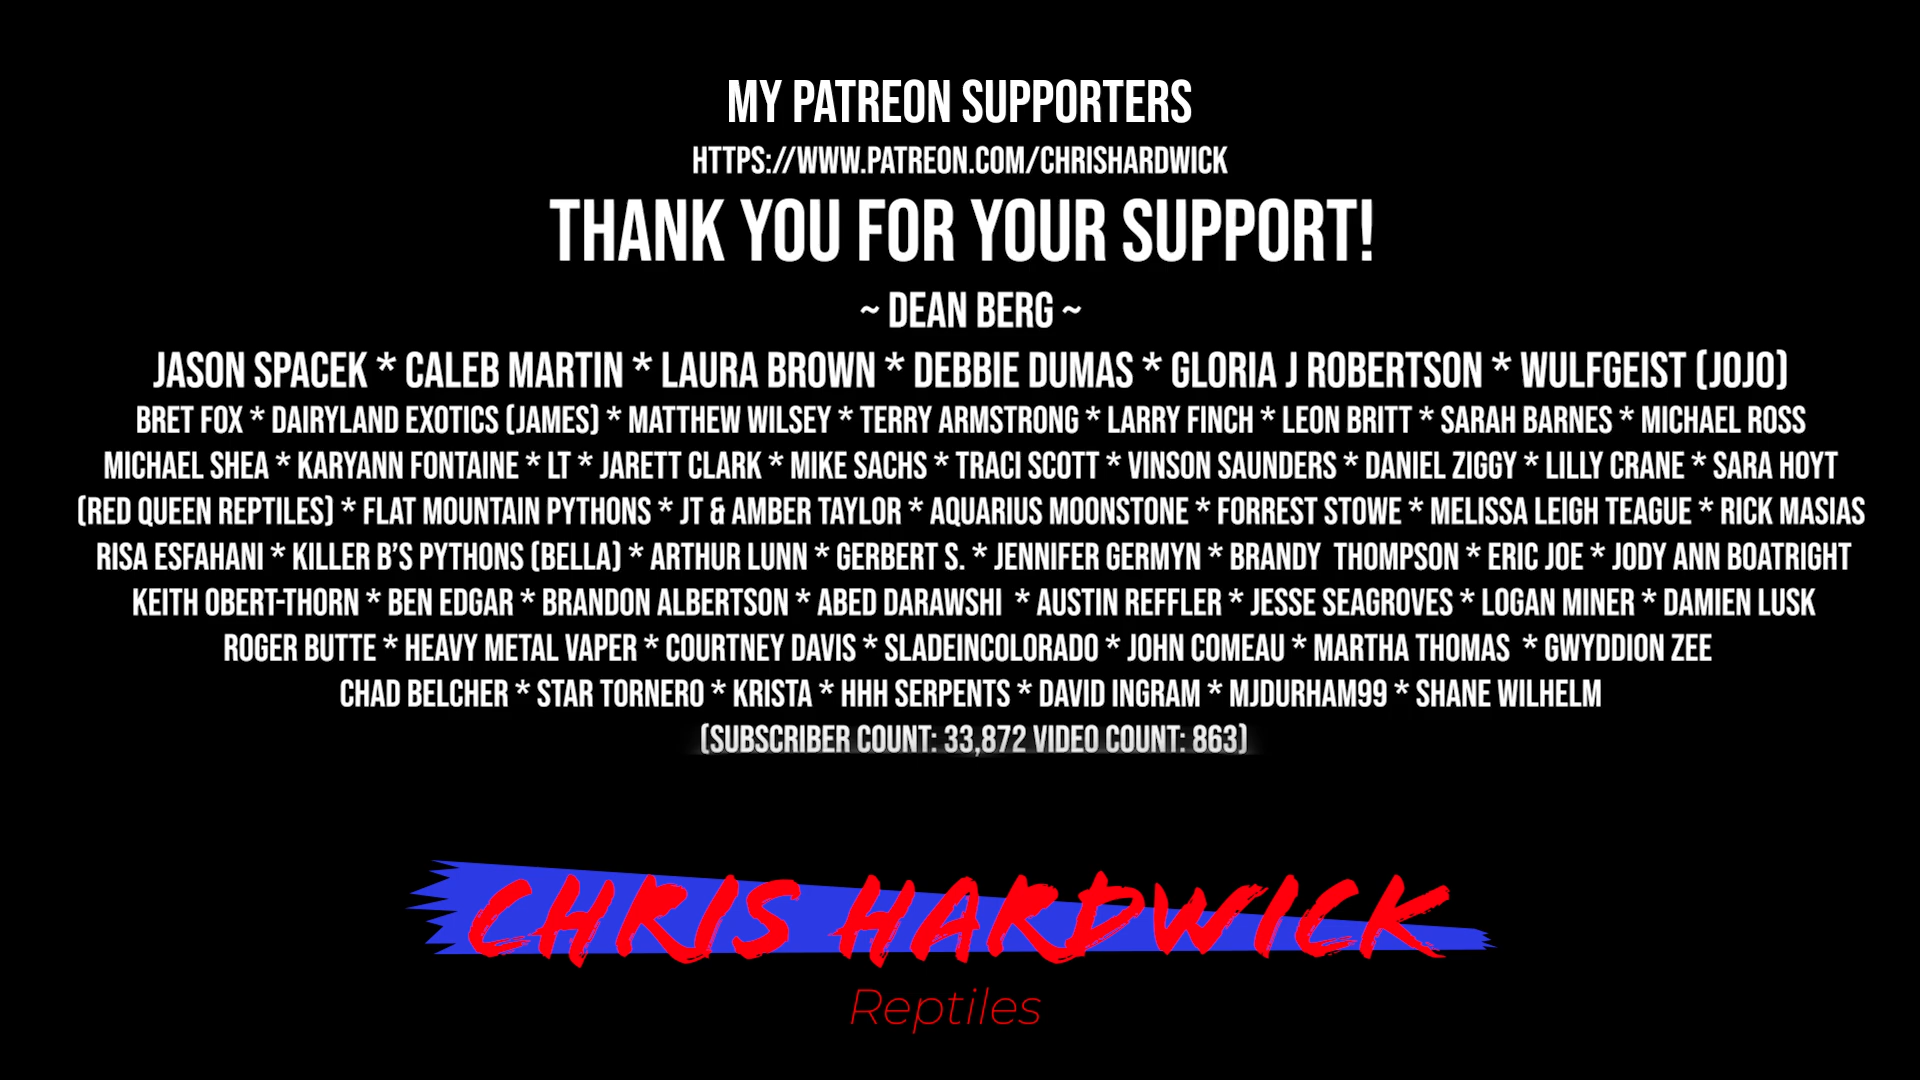 MY PATREON SUPPORTERS
HTTPS://WWW.PATREON.COM/CHRISHARDWICK
THANK YOU FOR YOUR SUPPORT!
~ DEAN BERG ~
JASON SPACEK * CALEB MARTIN * LAURA BROWN * DEBBIE DUMAS * GLORIA J ROBERTSON * WULFGEIST (JOJO)
BRET FOX * DAIRYLAND EXOTICS (JAMES) * MATTHEW WILSEY * TERRY ARMSTRONG * LARRY FINCH * LEON BRITT * SARAH BARNES * MICHAEL ROSS
MICHAEL SHEA * KARYANN FONTAINE * LT * JARETT CLARK * MIKE SACHS * TRACI SCOTT * VINSON SAUNDERS * DANIEL ZIGGY * LILLY CRANE * SARA HOYT
(RED QUEEN REPTILES) * FLAT MOUNTAIN PYTHONS * JT & AMBER TAYLOR * AQUARIUS MOONSTONE * FORREST STOWE * MELISSA LEIGH TEAGUE * RICK MASIAS
RISA ESFAHANI * KILLER B'S PYTHONS (BELLA) * ARTHUR LUNN * GERBERT S. * JENNIFER GERMYN * BRANDY  THOMPSON * ERIC JOE * JODY ANN BOATRIGHT
KEITH OBERT-THORN * BEN EDGAR * BRANDON ALBERTSON * ABED DARAWSHI  * AUSTIN REFFLER * JESSE SEAGROVES * LOGAN MINER * DAMIEN LUSK
ROGER BUTTE * HEAVY METAL VAPER * COURTNEY DAVIS * SLADEINCOLORADO * JOHN COMEAU * MARTHA THOMAS  * GWYDDION ZEE
CHAD BELCHER * STAR TORNERO * KRISTA * HHH SERPENTS * DAVID INGRAM * MJDURHAM99 * SHANE WILHELM
(SUBSCRIBER COUNT: 33,872 VIDEO COUNT: 863)
CHRIS HARDWICK
Reptiles